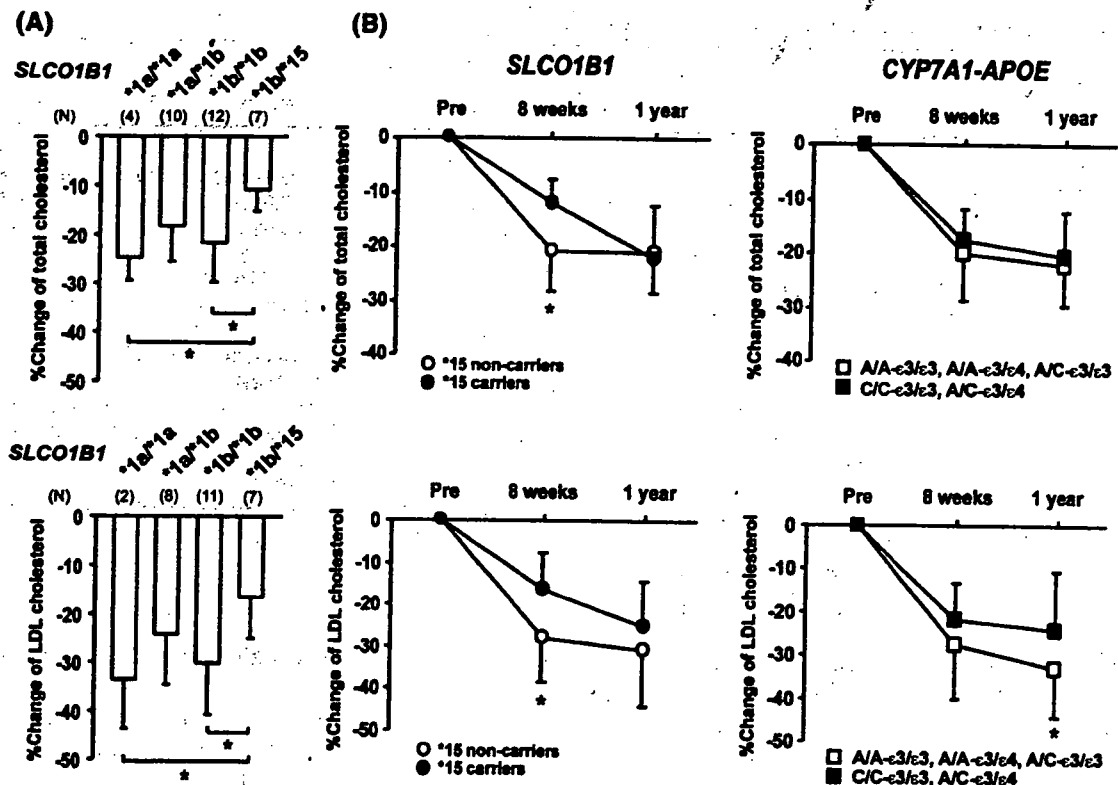 (A)
SLCO1B1
*1a/*1a
*1a/*1b
*1b/*1b
*1b/*15
(N) (4) (10) (12) (7)
0
-10
-20
-30
-40
-50
%Change of total cholesterol
*
*
SLCO1B1
*1a/*1a
*1a/*1b
*1b/*1b
*1b/*15
(N) (2) (8) (11) (7)
0
-10
-20
-30
-40
-50
%Change of LDL cholesterol
*
*
(B)
SLCO1B1
Pre 8 weeks 1 year
0
-10
-20
-30
-40
%Change of total cholesterol
*
*15 non-carriers
*15 carriers
CYP7A1-APOE
Pre 8 weeks 1 year
0
-10
-20
-30
-40
%Change of total cholesterol
A/A-ε3/ε3, A/A-ε3/ε4, A/C-ε3/ε3
C/C-ε3/ε3, A/C-ε3/ε4
Pre 8 weeks 1 year
0
-10
-20
-30
-40
-50
%Change of LDL cholesterol
*
*15 non-carriers
*15 carriers
Pre 8 weeks 1 year
0
-10
-20
-30
-40
-50
%Change of LDL cholesterol
*
A/A-ε3/ε3, A/A-ε3/ε4, A/C-ε3/ε3
C/C-ε3/ε3, A/C-ε3/ε4